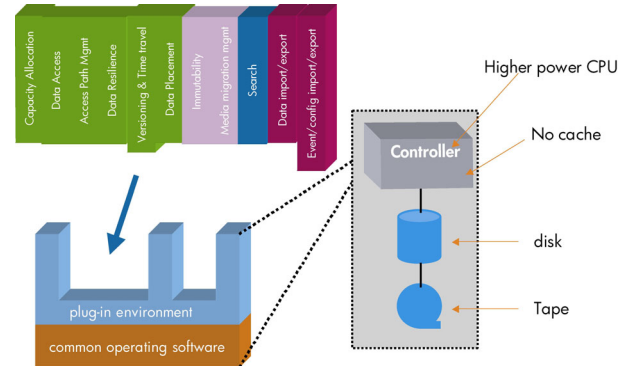 Capacity Allocation
Data Access
Access Path Mgmt
Data Resilience
Versioning & Time travel
Data Placement
Immutability
Media migration mgmt
Search
Data import/export
Event/config import/export
Higher power CPU
No cache
Controller
disk
Tape
plug-in environment
common operating software